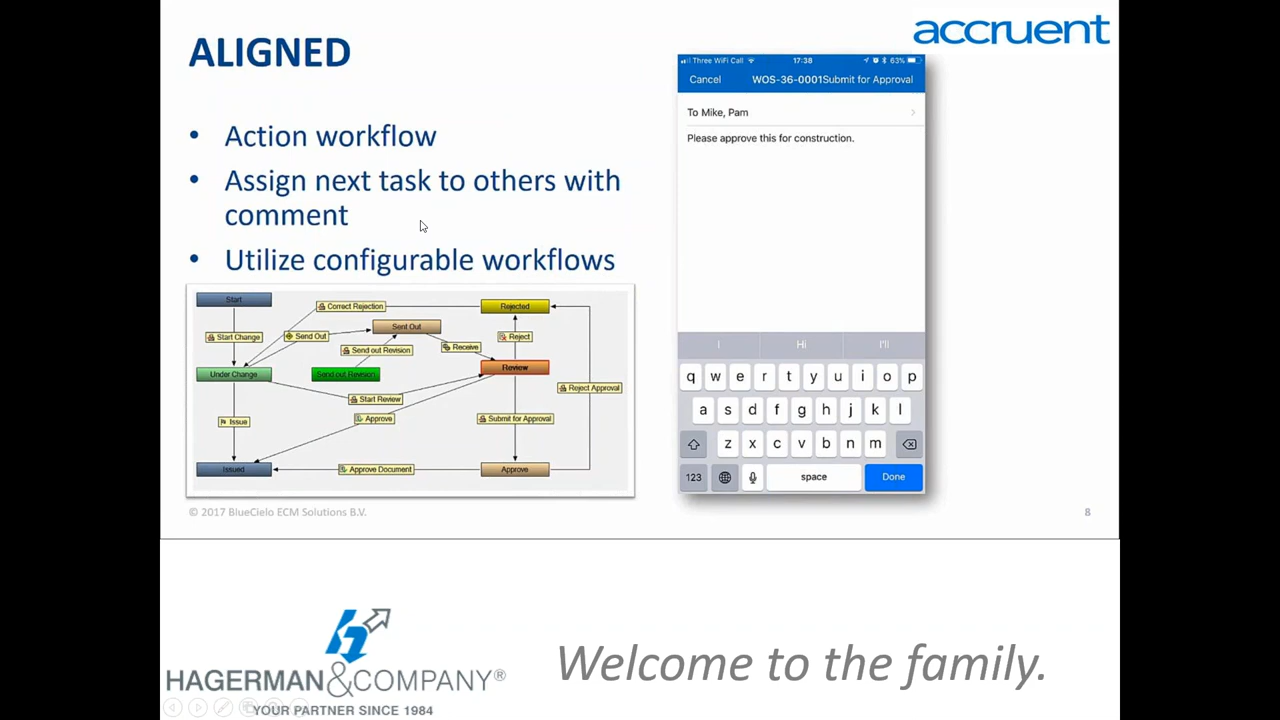 accruent
ALIGNED
• Action workflow
• Assign next task to others with
comment
• Utilize configurable workflows
Start
Correct Rejection
Rejected
Start Change
Send Out
Sent Out
Reject
Send out Revision
Receive
Under Change
Send out Revision
Review
Start Review
Reject Approval
Issue
Approve
Submit for Approval
Issued
Approve Document
Approve
Three WiFi Call
17:38
63%
Cancel
WOS-36-0001Submit for Approval
To Mike, Pam
Please approve this for construction.
I Hi I'll
q w e r t y u i o p
a s d f g h j k l
z x c v b n m
123 space Done
© 2017 BlueCielo ECM Solutions B.V.
8
HAGERMAN&COMPANY®
YOUR PARTNER SINCE 1984
Welcome to the family.